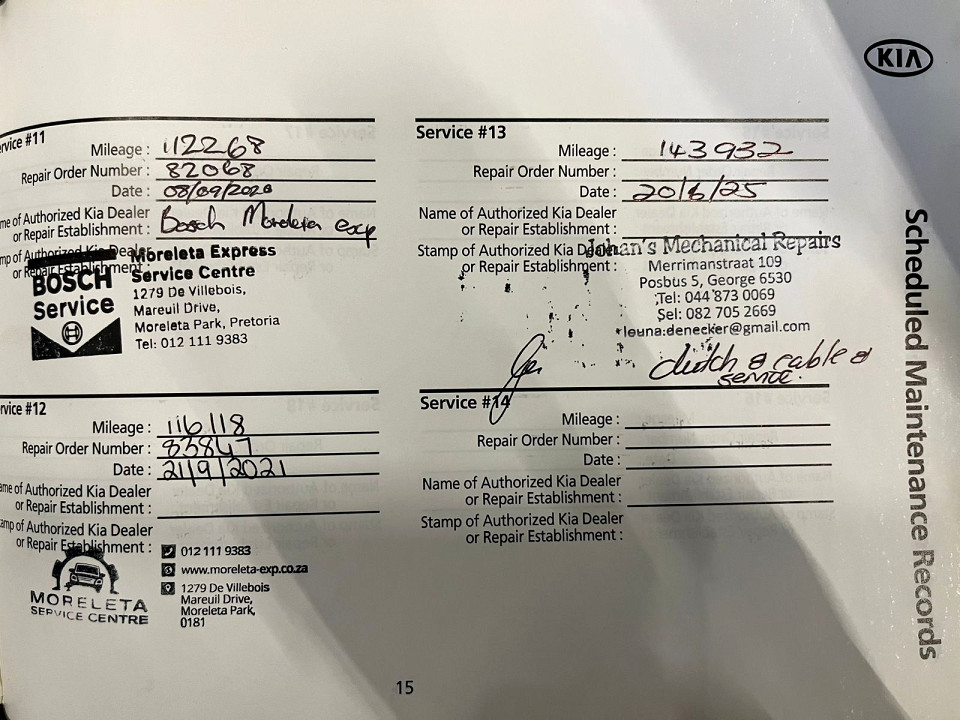 KIA
Scheduled Maintenance Records
rvice #11
Mileage : 112268
Repair Order Number : 82068
Date : 08/09/2020
me of Authorized Kia Dealer
or Repair Establishment : Bosch Moreleta exp
mp of Authorized Kia Dealer
or Repair Establishment :
BOSCH
Service
Moreleta Express
Service Centre
1279 De Villebois,
Mareuil Drive,
Moreleta Park, Pretoria
Tel: 012 111 9383
rvice #12
Mileage : 116118
Repair Order Number : 83847
Date : 21/9/2021
ame of Authorized Kia Dealer
or Repair Establishment :
amp of Authorized Kia Dealer
or Repair Establishment :
MORELETA
SERVICE CENTRE
012 111 9383
www.moreleta-exp.co.za
1279 De Villebois
Mareuil Drive,
Moreleta Park,
0181
Service #13
Mileage : 143932
Repair Order Number :
Date : 20/6/25
Name of Authorized Kia Dealer
or Repair Establishment :
Stamp of Authorized Kia Dealer
or Repair Establishment :
Johan's Mechanical Repairs
Merrimanstraat 109
Posbus 5, George 6530
Tel: 044 873 0069
Sel: 082 705 2669
leuna.denecker@gmail.com
clutch & cable &
service.
Service #14
Mileage :
Repair Order Number :
Date :
Name of Authorized Kia Dealer
or Repair Establishment :
Stamp of Authorized Kia Dealer
or Repair Establishment :
15